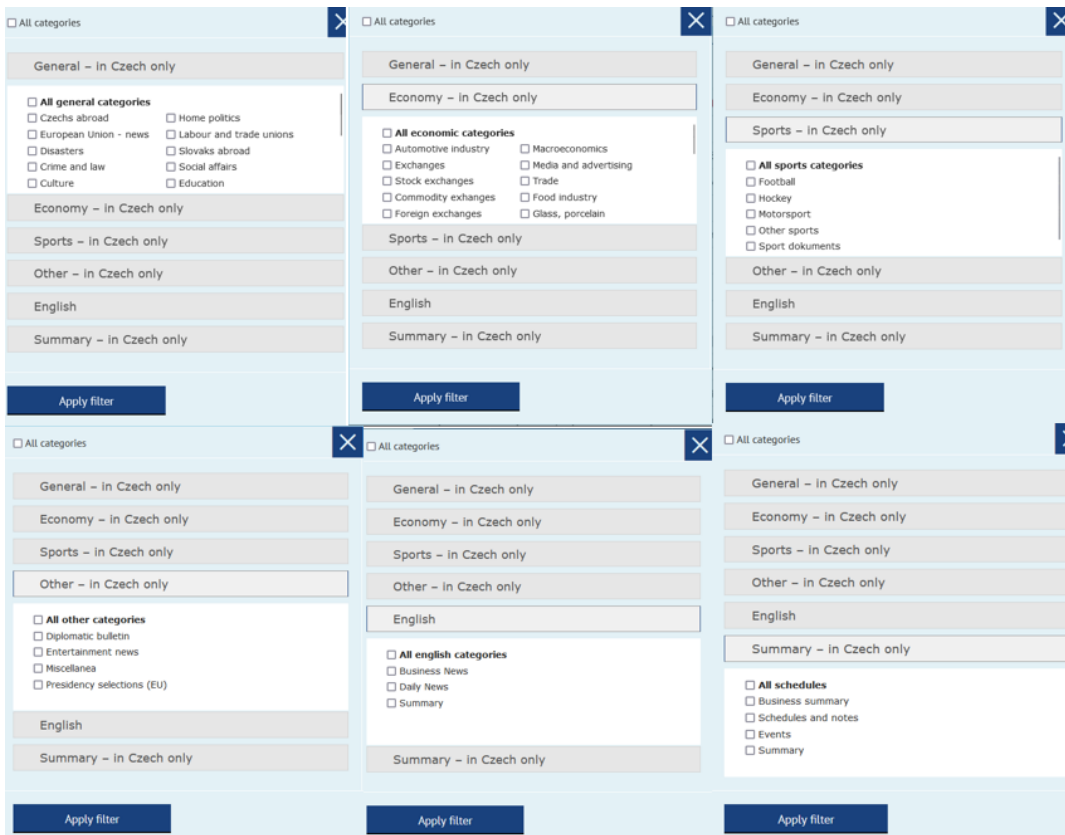 All categories
General – in Czech only
All general categories
Czechs abroad Home politics
European Union - news Labour and trade unions
Disasters Slovaks abroad
Crime and law Social affairs
Culture Education
Economy – in Czech only
Sports – in Czech only
Other – in Czech only
English
Summary – in Czech only
Apply filter
All categories
General – in Czech only
Economy – in Czech only
All economic categories
Automotive industry Macroeconomics
Exchanges Media and advertising
Stock exchanges Trade
Commodity exhanges Food industry
Foreign exchanges Glass, porcelain
Sports – in Czech only
Other – in Czech only
English
Summary – in Czech only
Apply filter
All categories
General – in Czech only
Economy – in Czech only
Sports – in Czech only
All sports categories
Football
Hockey
Motorsport
Other sports
Sport dokuments
Other – in Czech only
English
Summary – in Czech only
Apply filter
All categories
General – in Czech only
Economy – in Czech only
Sports – in Czech only
Other – in Czech only
All other categories
Diplomatic bulletin
Entertainment news
Miscellanea
Presidency selections (EU)
English
Summary – in Czech only
Apply filter
All categories
General – in Czech only
Economy – in Czech only
Sports – in Czech only
Other – in Czech only
English
All english categories
Business News
Daily News
Summary
Summary – in Czech only
Apply filter
All categories
General – in Czech only
Economy – in Czech only
Sports – in Czech only
Other – in Czech only
English
Summary – in Czech only
All schedules
Business summary
Schedules and notes
Events
Summary
Apply filter